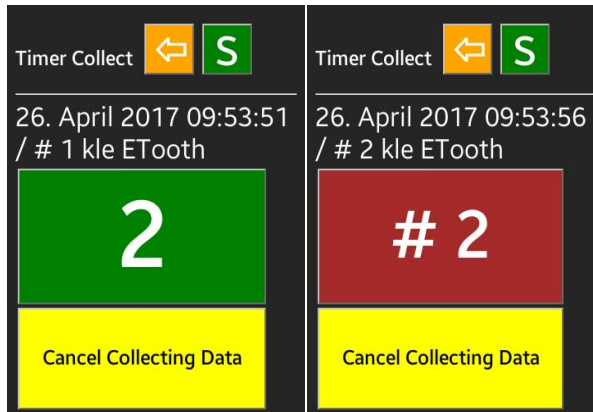 Timer Collect S
26. April 2017 09:53:51
/ # 1 kle ETooth
2
Cancel Collecting Data
Timer Collect S
26. April 2017 09:53:56
/ # 2 kle ETooth
# 2
Cancel Collecting Data